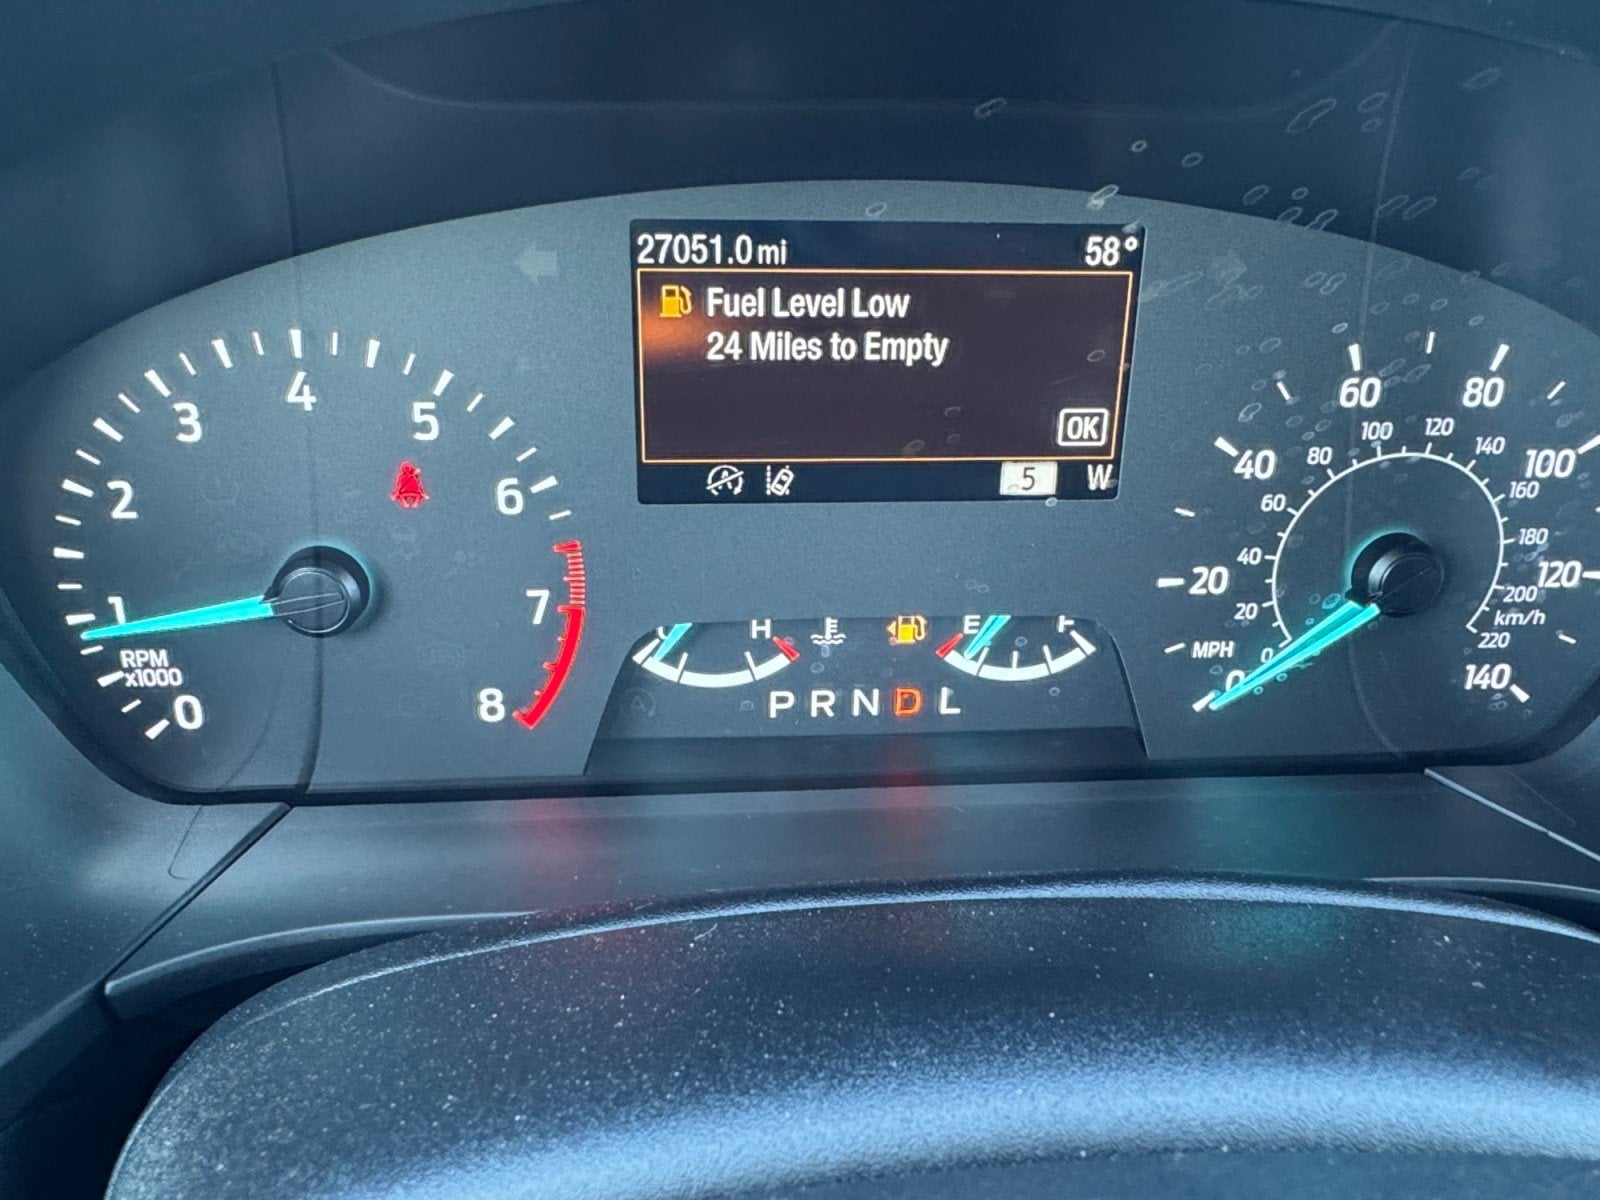 27051.0 mi 58°
Fuel Level Low
24 Miles to Empty
OK
A
5 W
0 1 2 3 4 5 6 7 8
RPM
x1000
H
E F
P R N D L
0 20 40 60 80 100 120 140
MPH
0 20 40 60 80 100 120 140 160 180 200 220
km/h